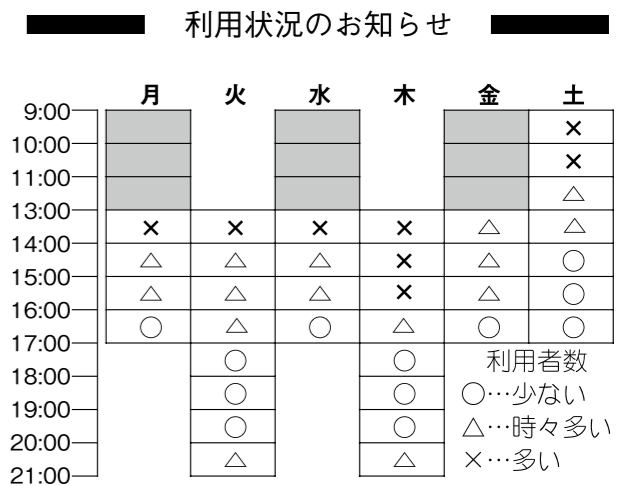 利用状況のお知らせ
月 火 水 木 金 土
9:00 ×
10:00 ×
11:00 △
13:00 × × × × △ △
14:00 △ △ △ × △ ○
15:00 △ △ △ × △ ○
16:00 ○ △ ○ △ ○ ○
17:00 ○ ○
18:00 ○ ○
19:00 ○ ○
20:00 △ △
21:00
利用者数
○…少ない
△…時々多い
×…多い